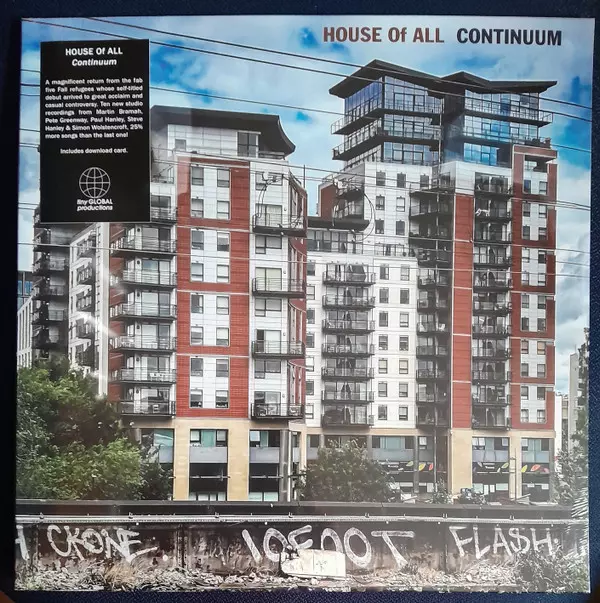 HOUSE Of ALL CONTINUUM
HOUSE Of ALL
Continuum
A magnificent return from the fab
five Fall refugees whose self-titled
debut arrived to great acclaim and
casual controversy. Ten new studio
recordings from Martin Bramah,
Pete Greenway, Paul Hanley, Steve
Hanley & Simon Wolstencroft, 25%
more songs than the last one!
Includes download card.
tiny GLOBAL
productions
CRONE 10FOOT FLA$H